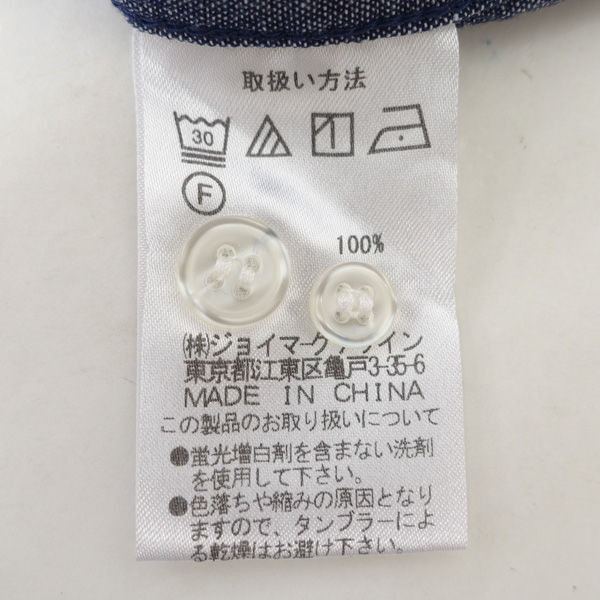 取扱い方法
30
F
100%
(株)ジョイマークデザイン
東京都江東区亀戸3-35-6
MADE IN CHINA
この製品のお取り扱いについて
●蛍光増白剤を含まない洗剤
を使用して下さい。
●色落ちや縮みの原因となり
ますので、タンブラーによ
る乾燥はお避け下さい。